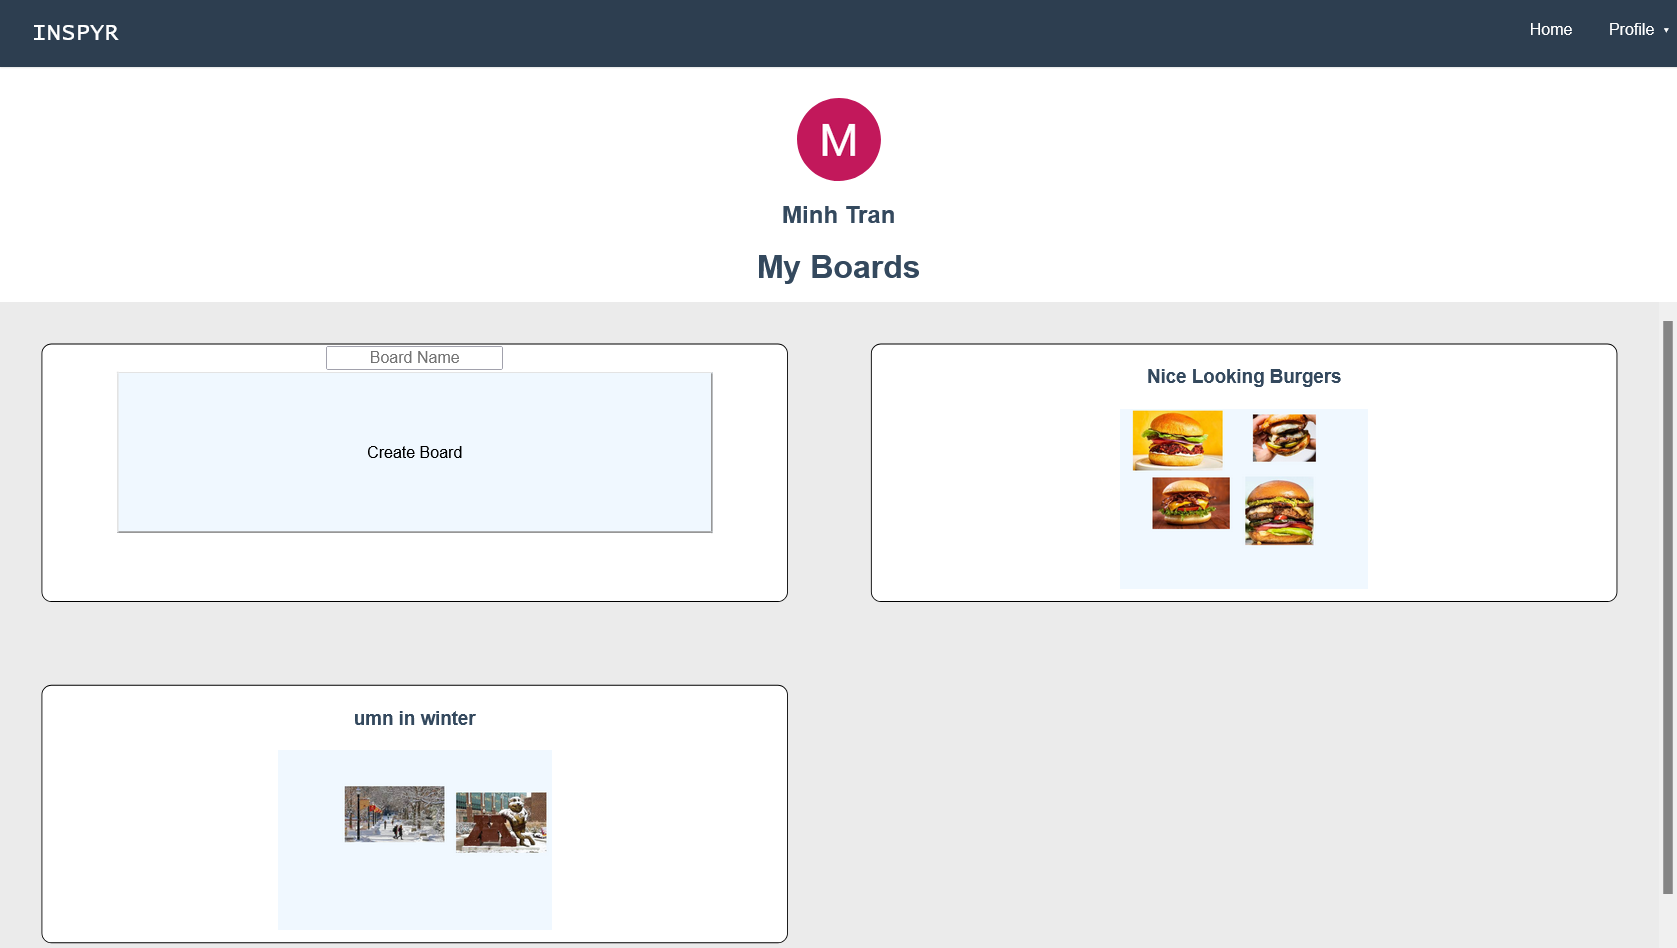 INSPYR
Home
Profile ▾
M
Minh Tran
My Boards
Board Name
Create Board
Nice Looking Burgers
umn in winter
M